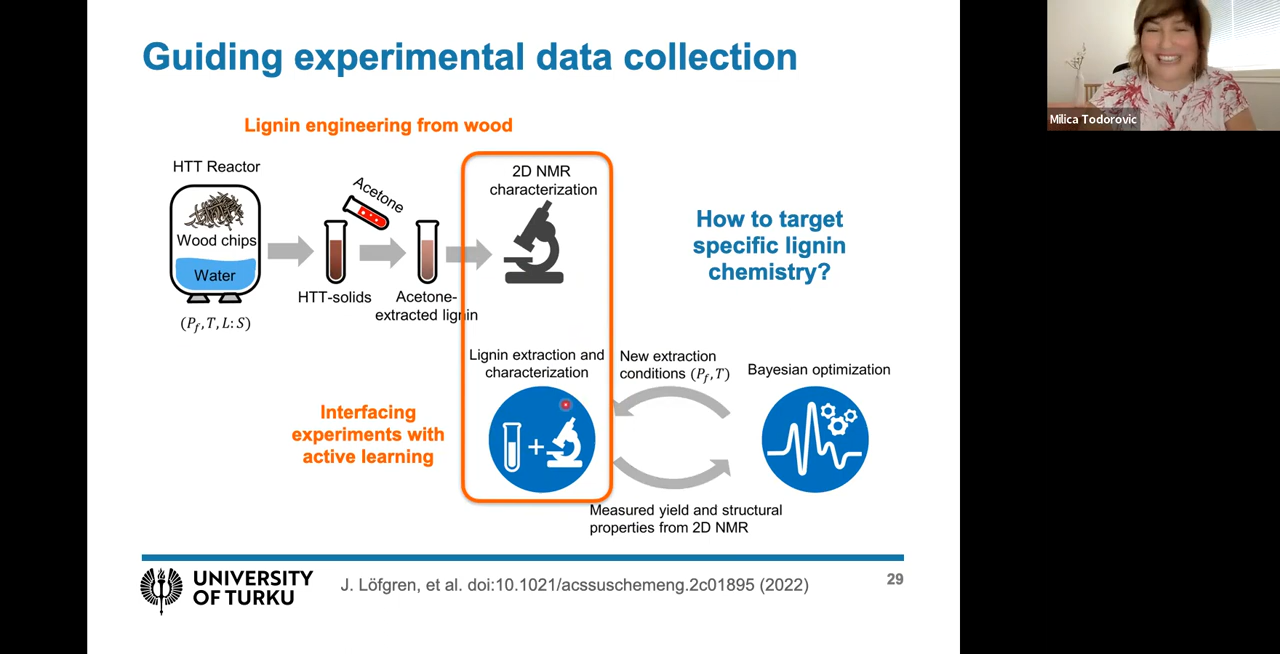 Guiding experimental data collection
Lignin engineering from wood
HTT Reactor
Wood chips
Water
(P_f, T, L: S)
Acetone
HTT-solids
Acetone-
extracted lignin
2D NMR
characterization
How to target
specific lignin
chemistry?
Lignin extraction and
characterization
New extraction
conditions (P_f, T)
Bayesian optimization
Interfacing
experiments with
active learning
Measured yield and structural
properties from 2D NMR
UNIVERSITY
OF TURKU
J. Löfgren, et al. doi:10.1021/acssuschemeng.2c01895 (2022)
29
Milica Todorovic